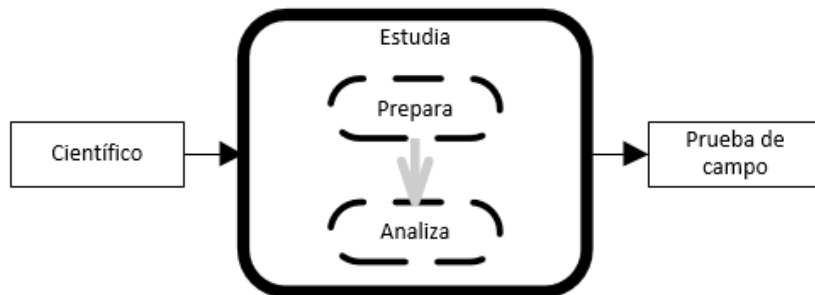 Estudia
Prepara
Científico
Prueba de
campo
Analiza